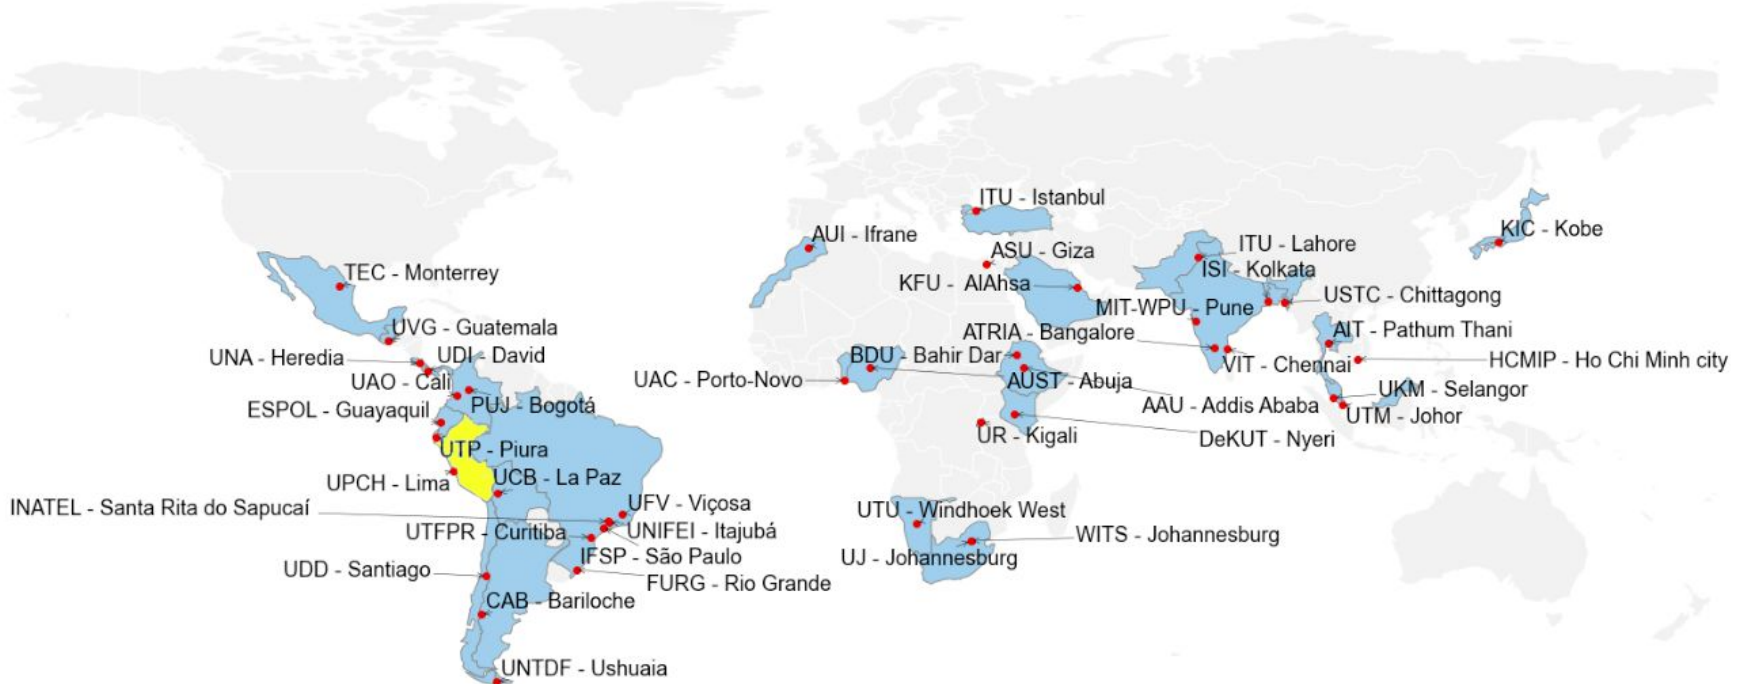 ITU - Istanbul
AUI - Ifrane
KIC - Kobe
ASU - Giza
ITU - Lahore
ISI - Kolkata
TEC - Monterrey
KFU - AlAhsa
USTC - Chittagong
MIT-WPU - Pune
UVG - Guatemala
ATRIA - Bangalore
AIT - Pathum Thani
UNA - Heredia
UDI - David
BDU - Bahir Dar
VIT - Chennai
HCMIP - Ho Chi Minh city
UAO - Cali
UAC - Porto-Novo
AUST - Abuja
UKM - Selangor
ESPOL - Guayaquil
PUJ - Bogotá
AAU - Addis Ababa
UTM - Johor
UR - Kigali
DeKUT - Nyeri
UTP - Piura
UPCH - Lima
UCB - La Paz
INATEL - Santa Rita do Sapucaí
UFV - Viçosa
UTU - Windhoek West
UTFPR - Curitiba
UNIFEI - Itajubá
WITS - Johannesburg
IFSP - São Paulo
UJ - Johannesburg
UDD - Santiago
FURG - Rio Grande
CAB - Bariloche
UNTDF - Ushuaia